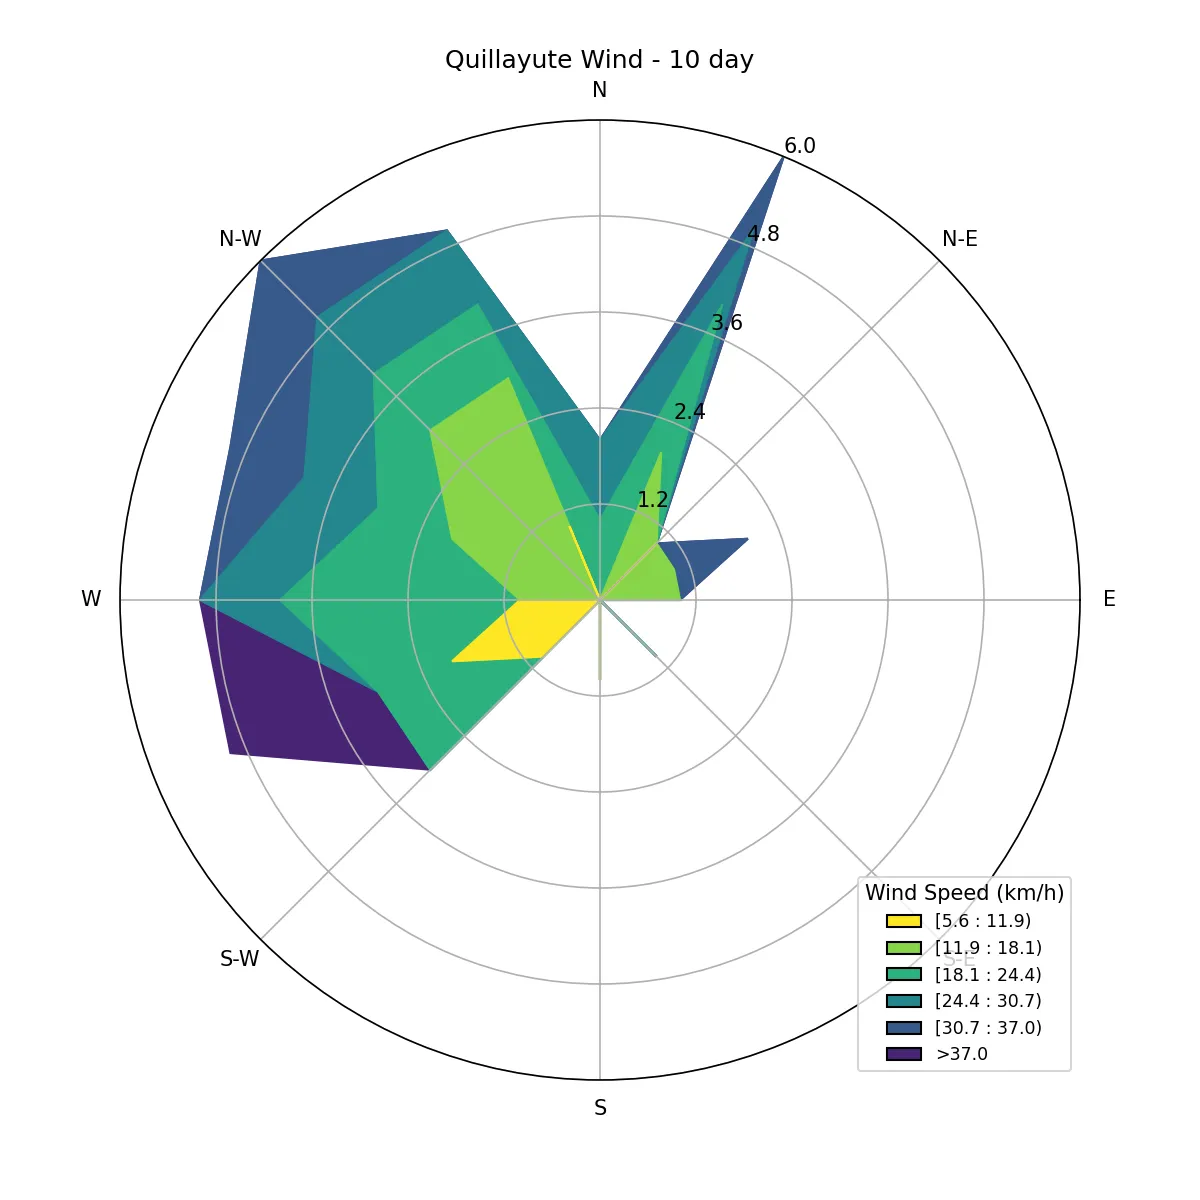 Quillayute Wind - 10 day
N
6.0
N-W
4.8
N-E
3.6
2.4
1.2
W
E
Wind Speed (km/h)
[5.6 : 11.9)
[11.9 : 18.1)
S-W
S-E
[18.1 : 24.4)
[24.4 : 30.7)
[30.7 : 37.0)
>37.0
S